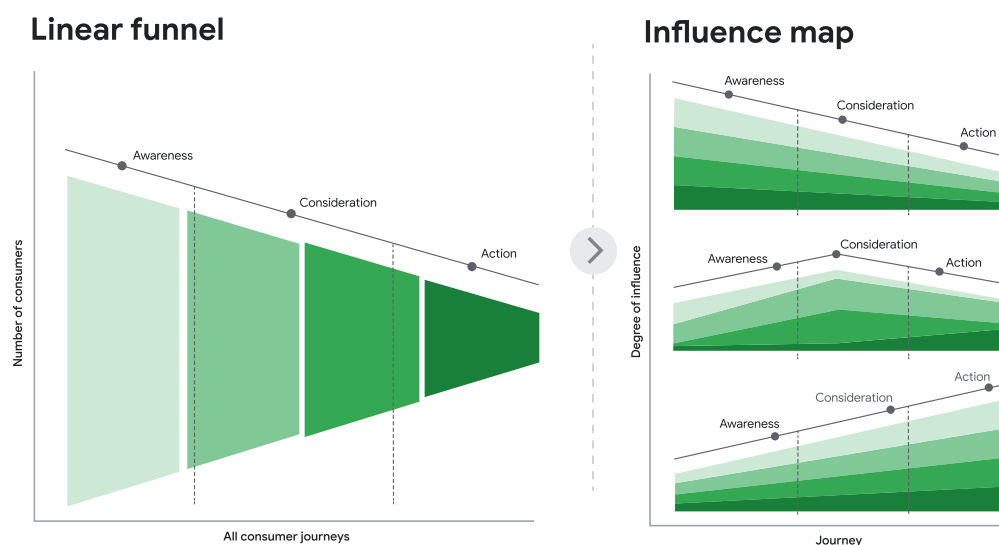 Linear funnel
Number of consumers
Awareness
Consideration
Action
All consumer journeys
Influence map
Degree of influence
Awareness
Consideration
Action
Awareness
Consideration
Action
Awareness
Consideration
Action
Journey